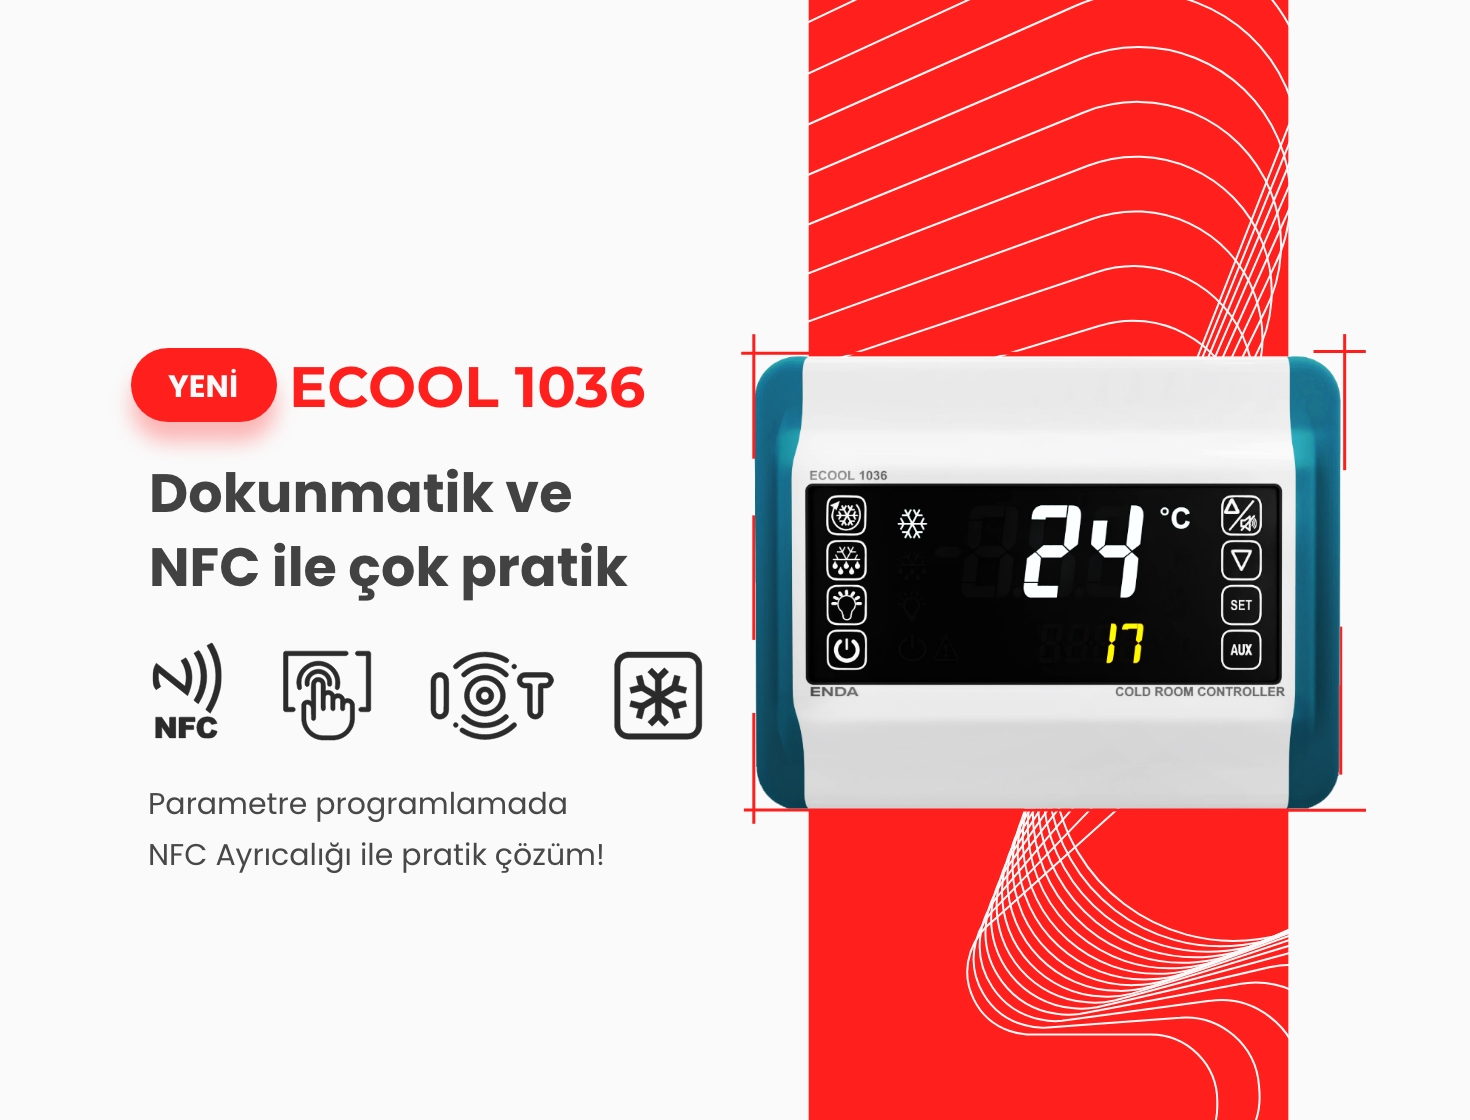 YENİ ECOOL 1036
Dokunmatik ve
NFC ile çok pratik
NFC
IOT
Parametre programlamada
NFC Ayrıcalığı ile pratik çözüm!
ECOOL 1036
24 °C
17
SET
AUX
ENDA
COLD ROOM CONTROLLER